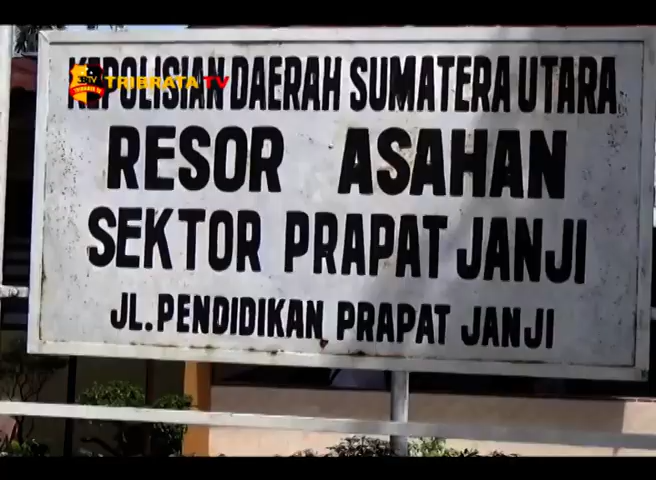 TRIBRATA TV
KEPOLISIAN DAERAH SUMATERA UTARA
RESOR ASAHAN
SEKTOR PRAPAT JANJI
JL. PENDIDIKAN PRAPAT JANJI